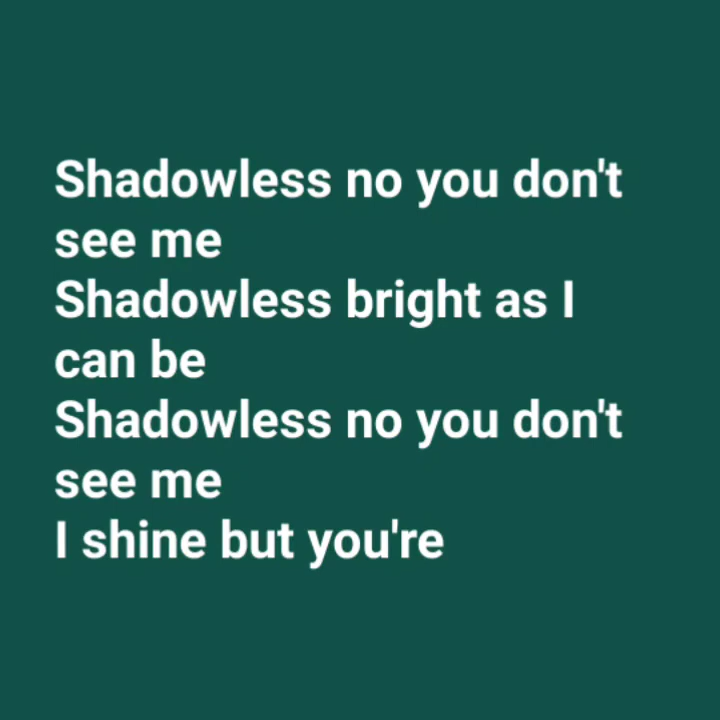 Shadowless no you don't
see me
Shadowless bright as I
can be
Shadowless no you don't
see me
I shine but you're